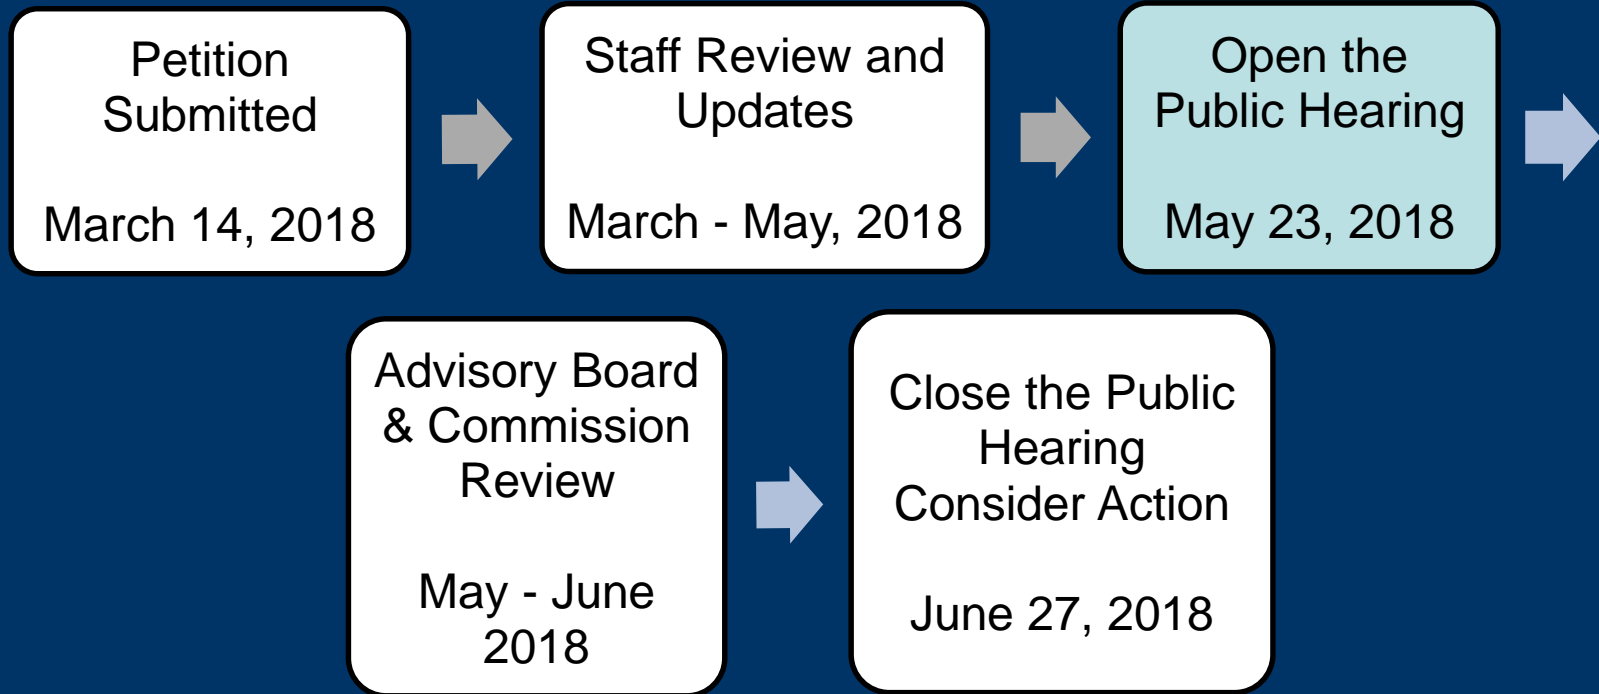 Petition
Submitted
March 14, 2018
Staff Review and
Updates
March - May, 2018
Open the
Public Hearing
May 23, 2018
Advisory Board
& Commission
Review
May - June
2018
Close the Public
Hearing
Consider Action
June 27, 2018